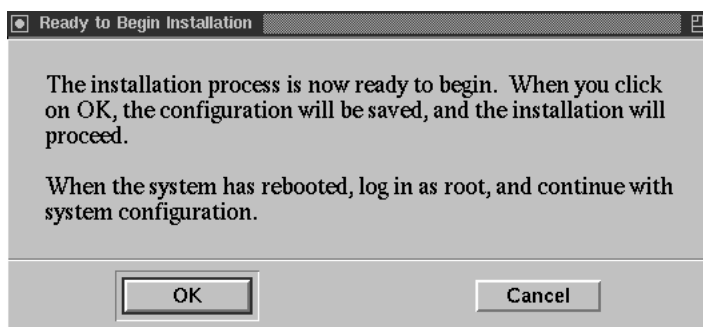 Ready to Begin Installation
The installation process is now ready to begin. When you click
on OK, the configuration will be saved, and the installation will
proceed.
When the system has rebooted, log in as root, and continue with
system configuration.
OK
Cancel